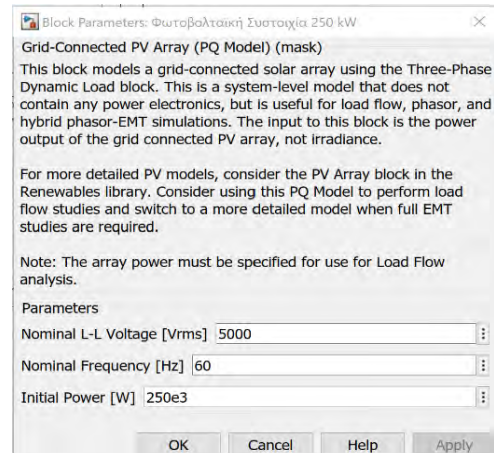 Block Parameters: Φωτοβολταϊκή Συστοιχία 250 kW
Grid-Connected PV Array (PQ Model) (mask)
This block models a grid-connected solar array using the Three-Phase
Dynamic Load block. This is a system-level model that does not
contain any power electronics, but is useful for load flow, phasor, and
hybrid phasor-EMT simulations. The input to this block is the power
output of the grid connected PV array, not irradiance.
For more detailed PV models, consider the PV Array block in the
Renewables library. Consider using this PQ Model to perform load
flow studies and switch to a more detailed model when full EMT
studies are required.
Note: The array power must be specified for use for Load Flow
analysis.
Parameters
Nominal L-L Voltage [Vrms] 5000
Nominal Frequency [Hz] 60
Initial Power [W] 250e3
OK Cancel Help Apply